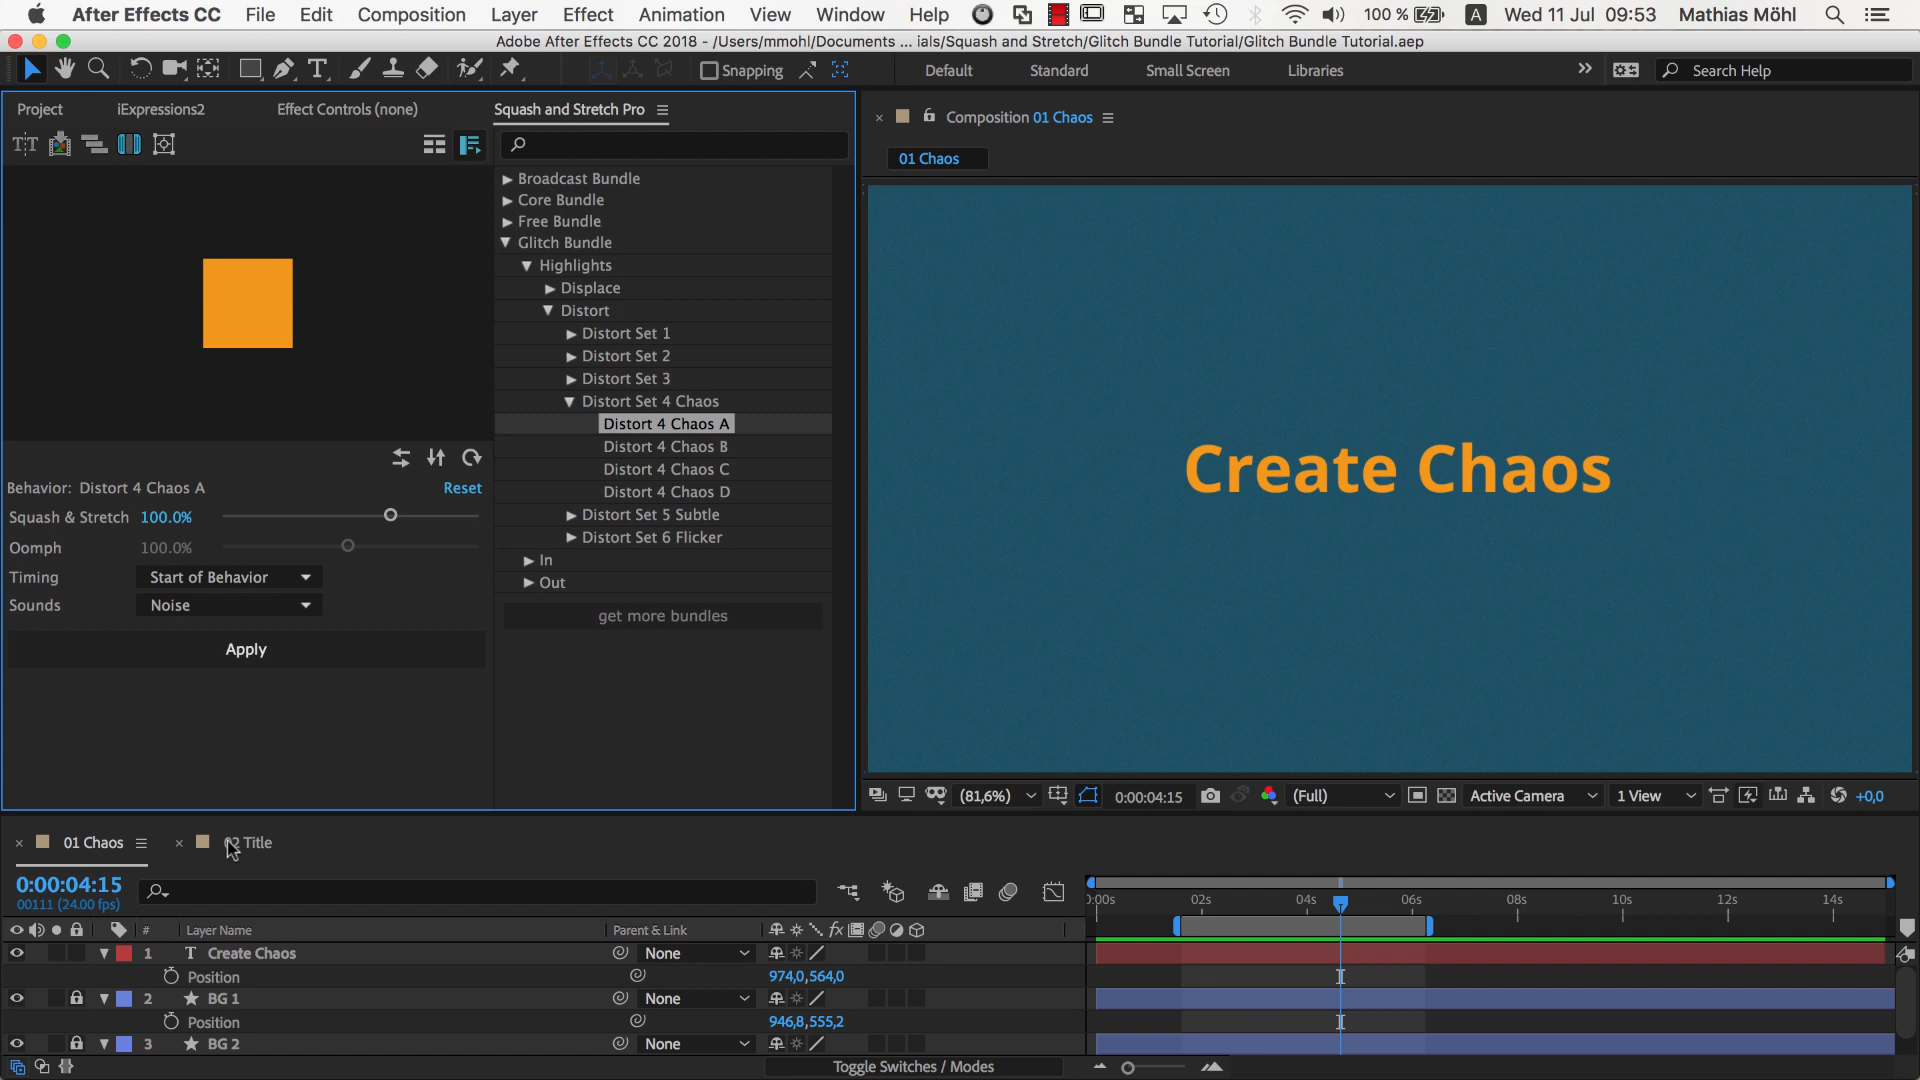 After Effects CC File Edit Composition Layer Effect Animation View Window Help 100 % A Wed 11 Jul 09:53 Mathias Möhl
Adobe After Effects CC 2018 - /Users/mmohl/Documents ... ials/Squash and Stretch/Glitch Bundle Tutorial/Glitch Bundle Tutorial.aep
Snapping Default Standard Small Screen Libraries Search Help
Project iExpressions2 Effect Controls (none) Squash and Stretch Pro
Composition 01 Chaos
01 Chaos
Broadcast Bundle
Core Bundle
Free Bundle
Glitch Bundle
Highlights
Displace
Distort
Distort Set 1
Distort Set 2
Distort Set 3
Distort Set 4 Chaos
Distort 4 Chaos A
Distort 4 Chaos B
Distort 4 Chaos C
Distort 4 Chaos D
Distort Set 5 Subtle
Distort Set 6 Flicker
In
Out
get more bundles
Behavior: Distort 4 Chaos A Reset
Squash & Stretch 100.0%
Oomph 100.0%
Timing Start of Behavior
Sounds Noise
Apply
Create Chaos
(81,6%) 0:00:04:15 (Full) Active Camera 1 View +0,0
01 Chaos Title
0:00:04:15
00111 (24.00 fps)
:00s 02s 04s 06s 08s 10s 12s 14s
# Layer Name Parent & Link fx
1 T Create Chaos None
Position 974,0,564,0
2 BG 1 None
Position 946,8,555,2
3 BG 2 None
Toggle Switches / Modes